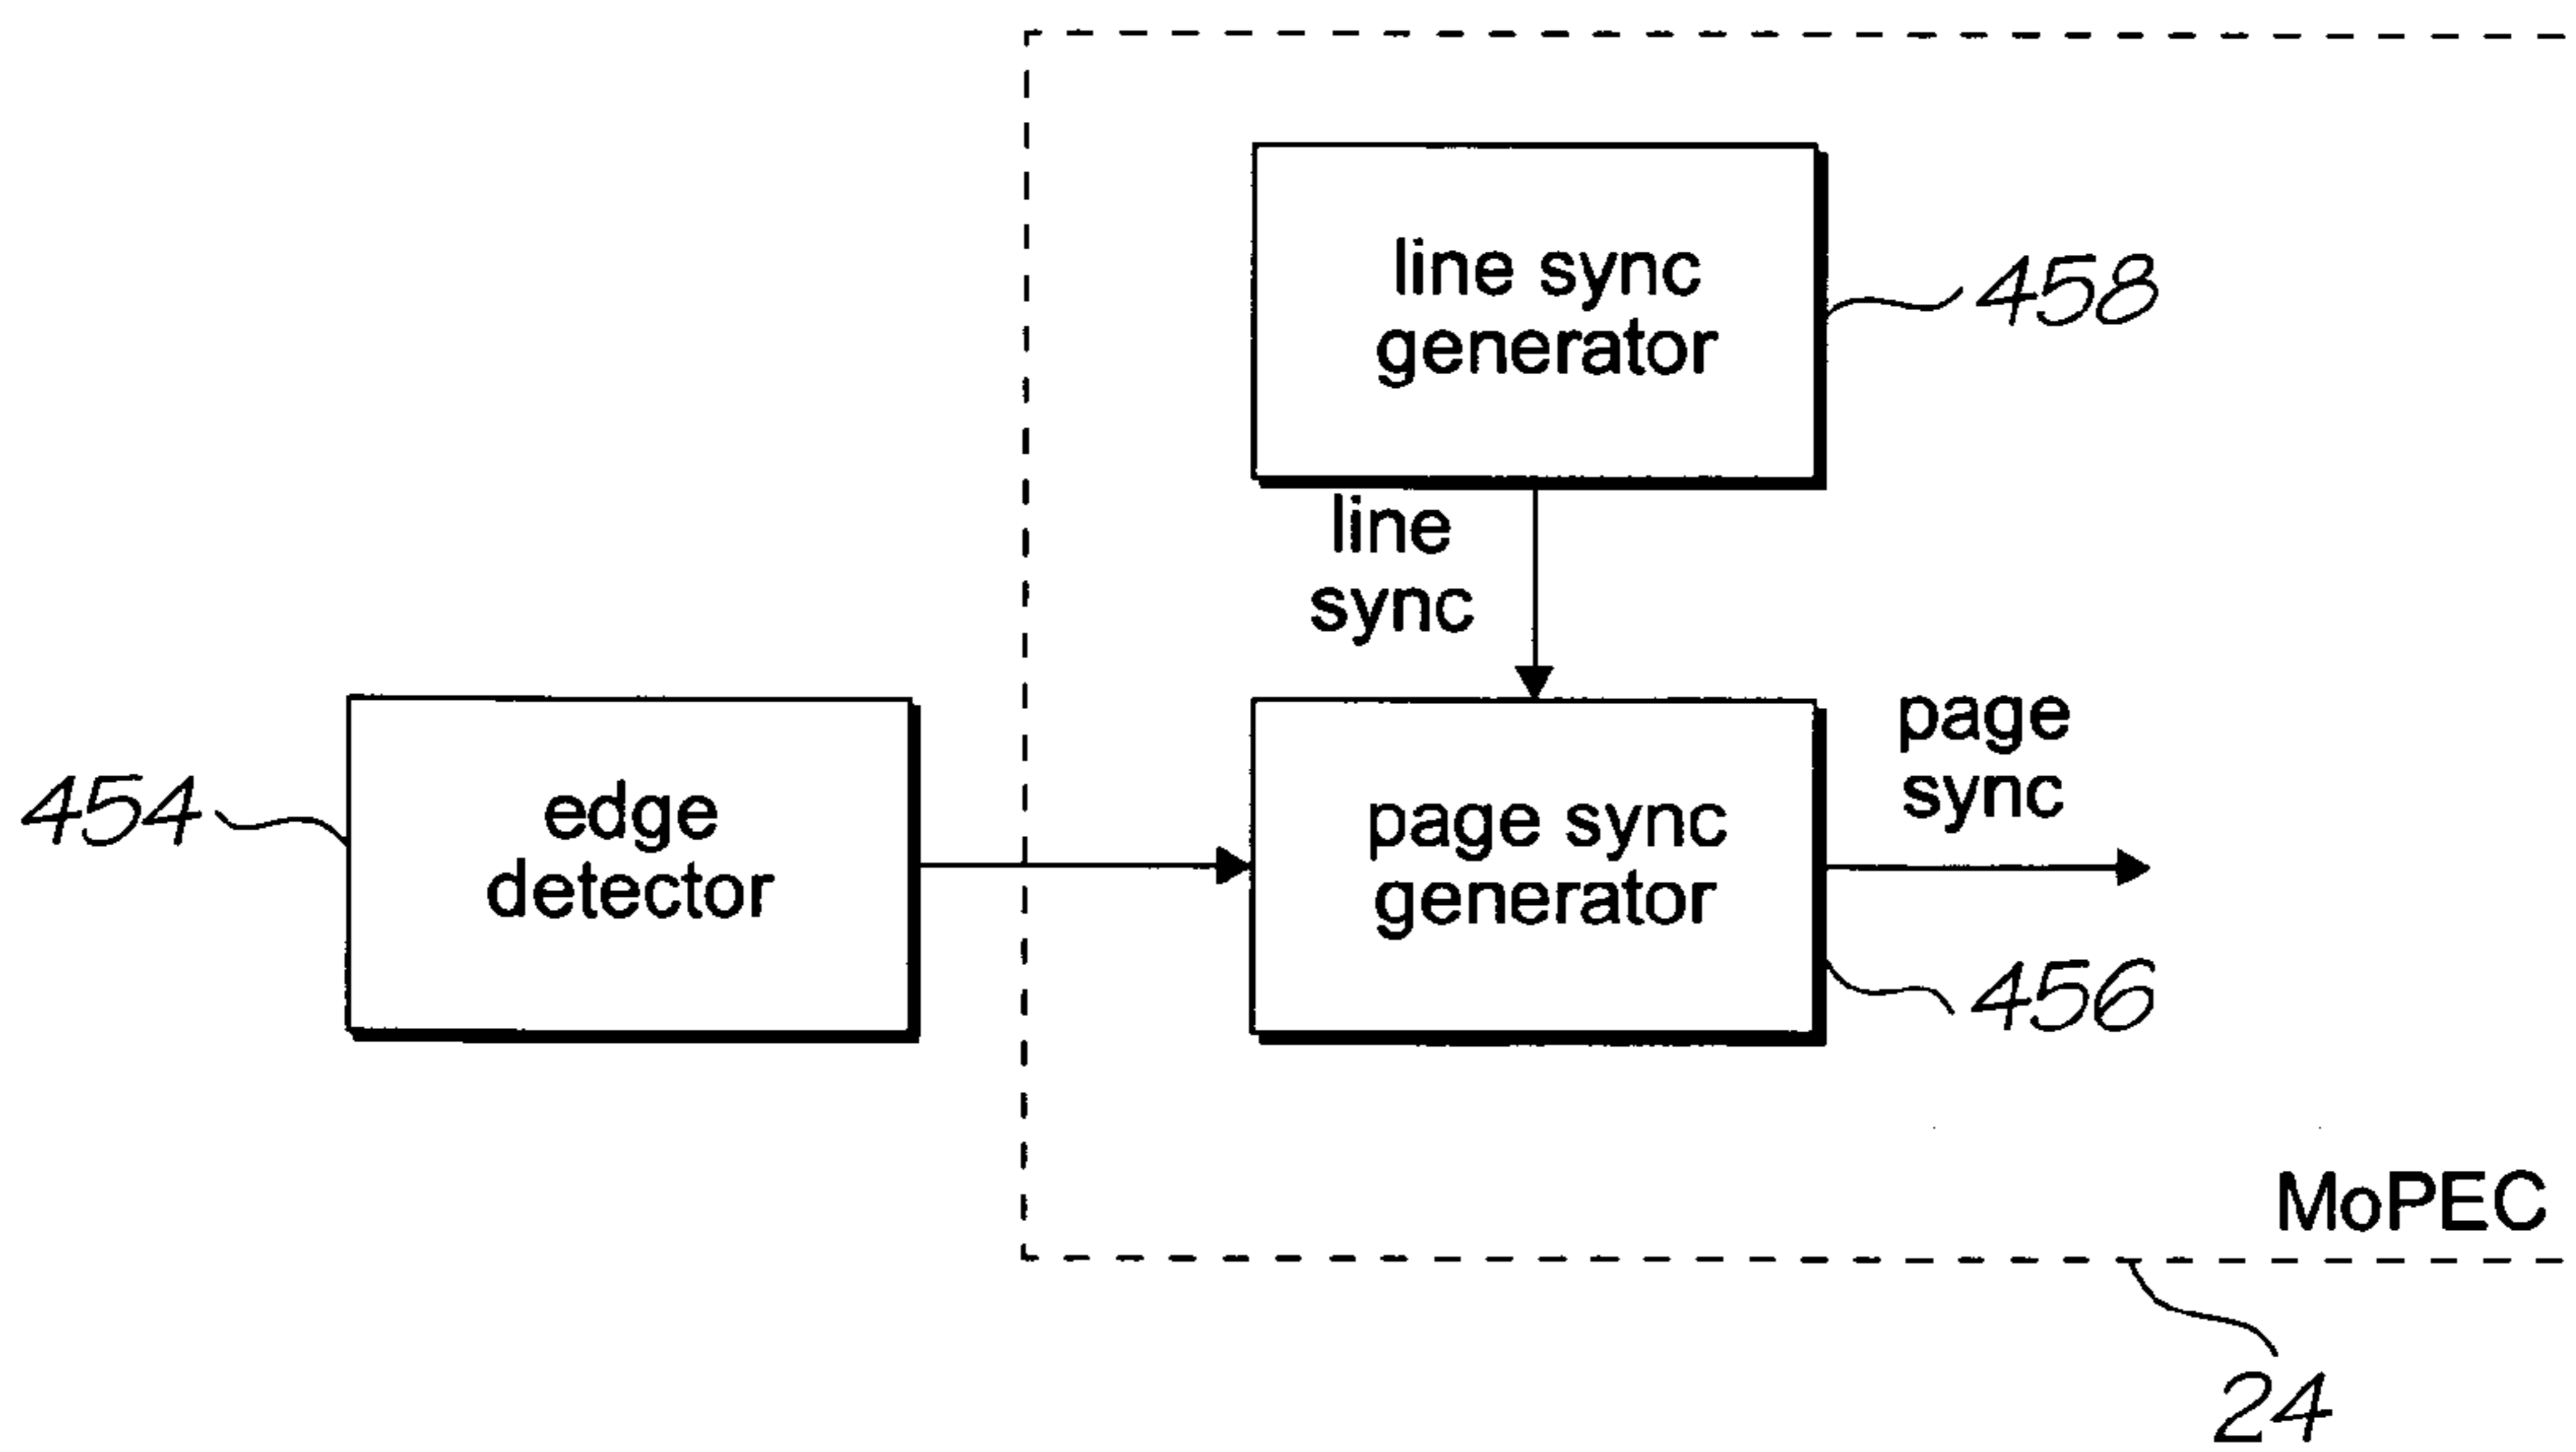 line sync
generator
458
line
sync
page
sync
454
edge
detector
page sync
generator
456
MoPEC
24